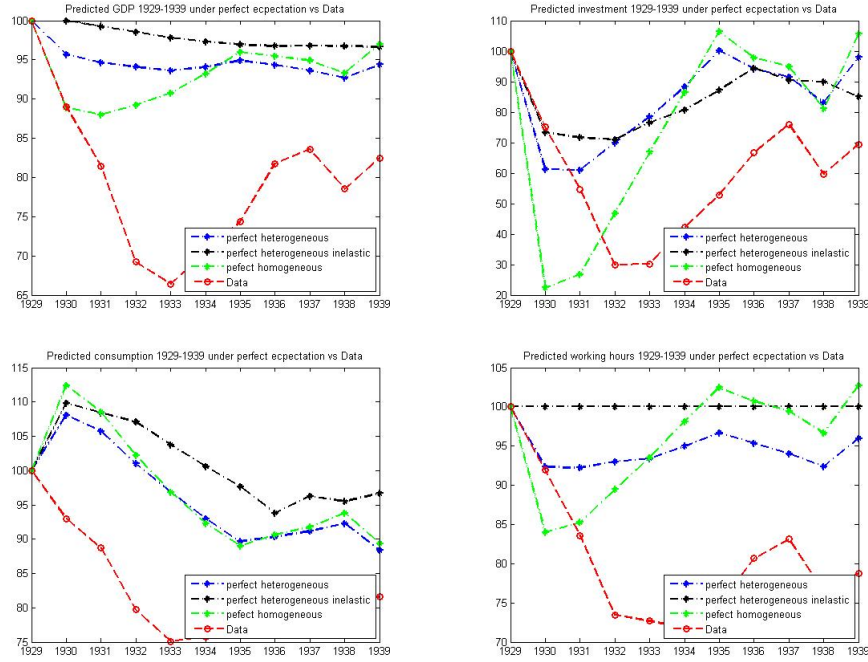 Predicted GDP 1929-1939 under perfect ecpectation vs Data
100
95
90
85
80
75
70
65
1929 1930 1931 1932 1933 1934 1935 1936 1937 1938 1939
perfect heterogeneous
perfect heterogeneous inelastic
pefect homogeneous
Data
Predicted investment 1929-1939 under perfect ecpectation vs Data
110
100
90
80
70
60
50
40
30
20
1929 1930 1931 1932 1933 1934 1935 1936 1937 1938 1939
perfect heterogeneous
perfect heterogeneous inelastic
pefect homogeneous
Data
Predicted consumption 1929-1939 under perfect ecpectation vs Data
115
110
105
100
95
90
85
80
75
1929 1930 1931 1932 1933 1934 1935 1936 1937 1938 1939
perfect heterogeneous
perfect heterogeneous inelastic
pefect homogeneous
Data
Predicted working hours 1929-1939 under perfect ecpectation vs Data
105
100
95
90
85
80
75
70
1929 1930 1931 1932 1933 1934 1935 1936 1937 1938 1939
perfect heterogeneous
perfect heterogeneous inelastic
pefect homogeneous
Data